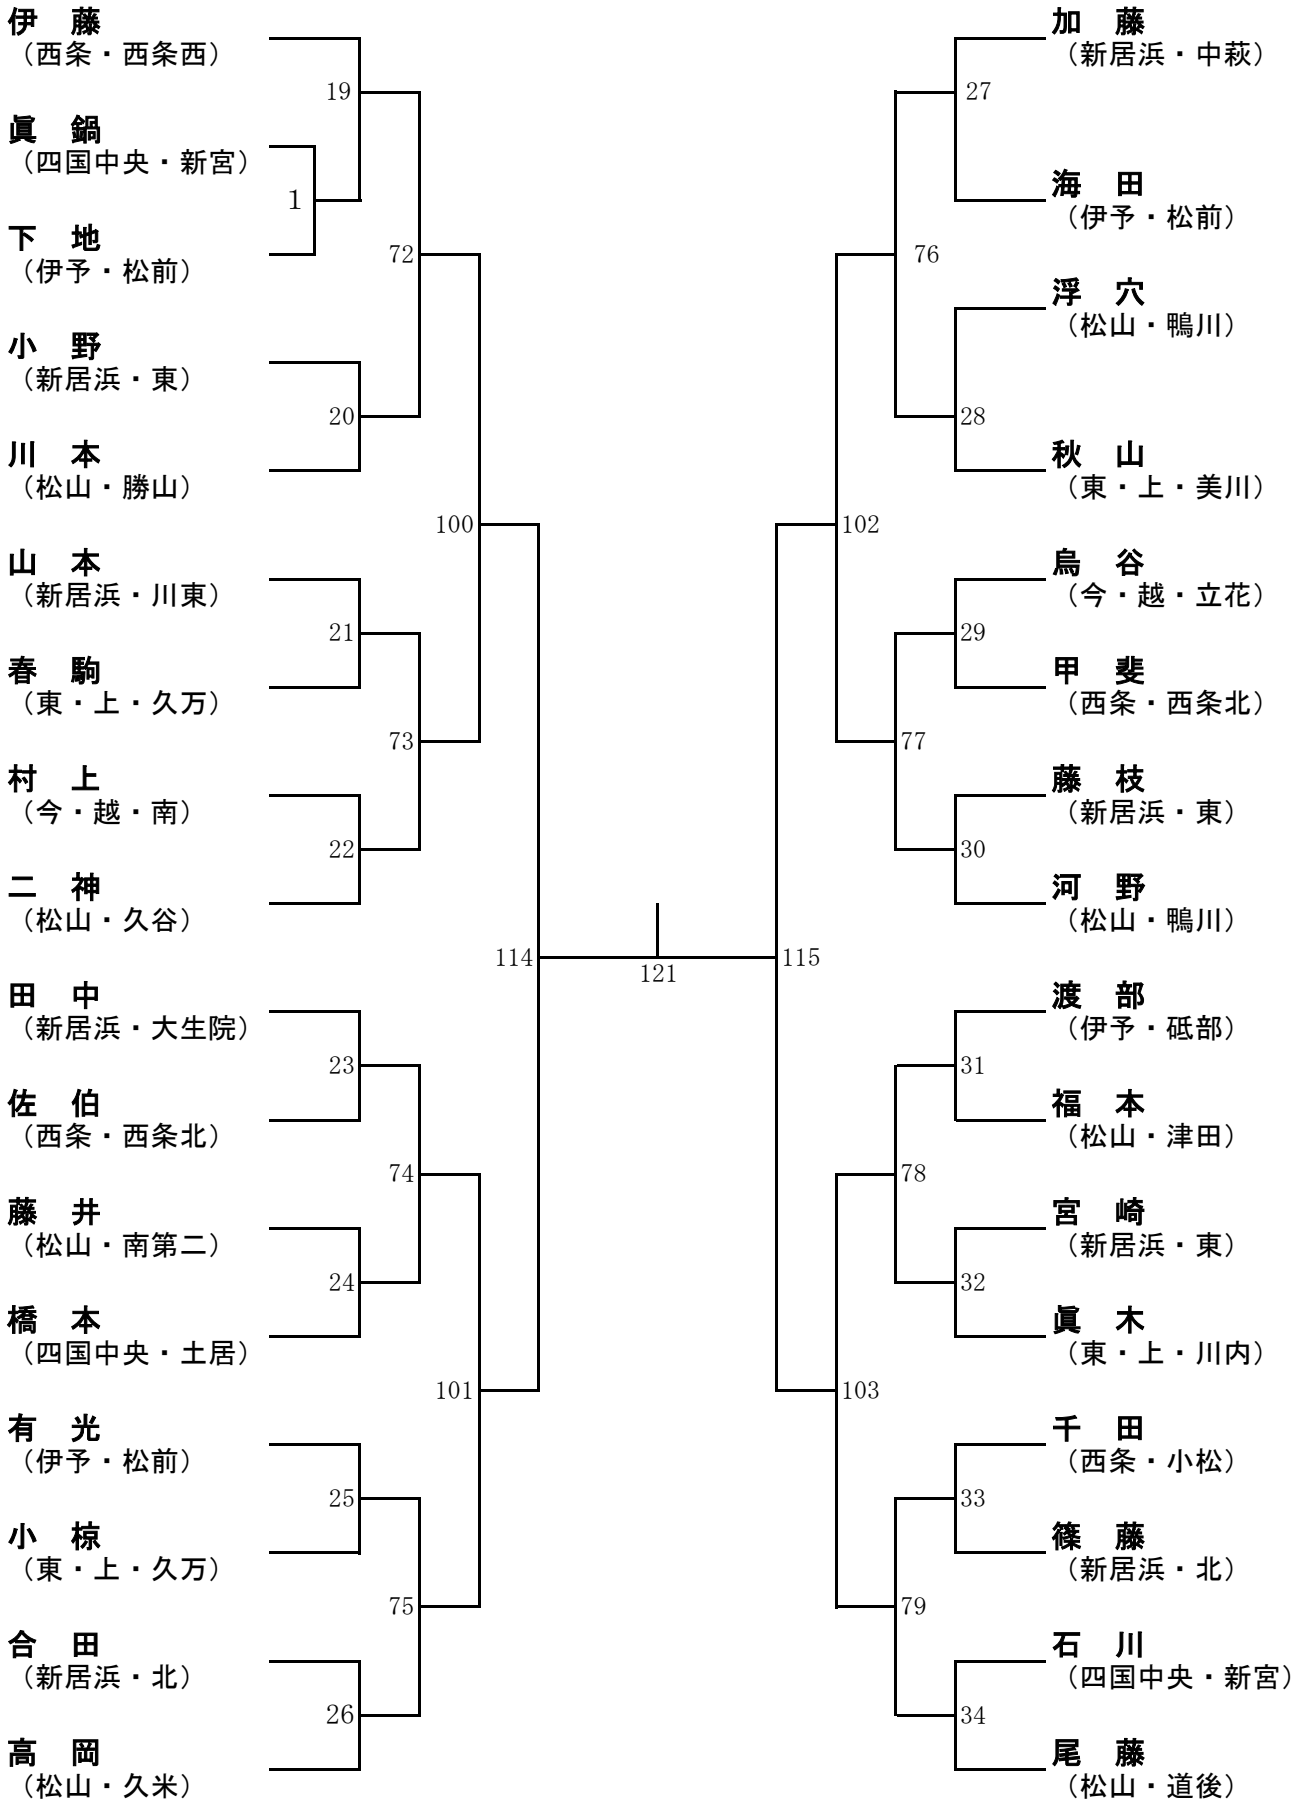 伊　藤
（西条・西条西）
19
眞　鍋
（四国中央・新宮）
1
下　地
（伊予・松前）
72
小　野
（新居浜・東）
20
川　本
（松山・勝山）
100
山　本
（新居浜・川東）
21
春　駒
（東・上・久万）
73
村　上
（今・越・南）
22
二　神
（松山・久谷）
114
田　中
（新居浜・大生院）
23
佐　伯
（西条・西条北）
74
藤　井
（松山・南第二）
24
橋　本
（四国中央・土居）
101
有　光
（伊予・松前）
25
小　椋
（東・上・久万）
75
合　田
（新居浜・北）
26
高　岡
（松山・久米）
121
加　藤
（新居浜・中萩）
27
海　田
（伊予・松前）
76
浮　穴
（松山・鴨川）
28
秋　山
（東・上・美川）
102
烏　谷
（今・越・立花）
29
甲　斐
（西条・西条北）
77
藤　枝
（新居浜・東）
30
河　野
（松山・鴨川）
115
渡　部
（伊予・砥部）
31
福　本
（松山・津田）
78
宮　崎
（新居浜・東）
32
眞　木
（東・上・川内）
103
千　田
（西条・小松）
33
篠　藤
（新居浜・北）
79
石　川
（四国中央・新宮）
34
尾　藤
（松山・道後）